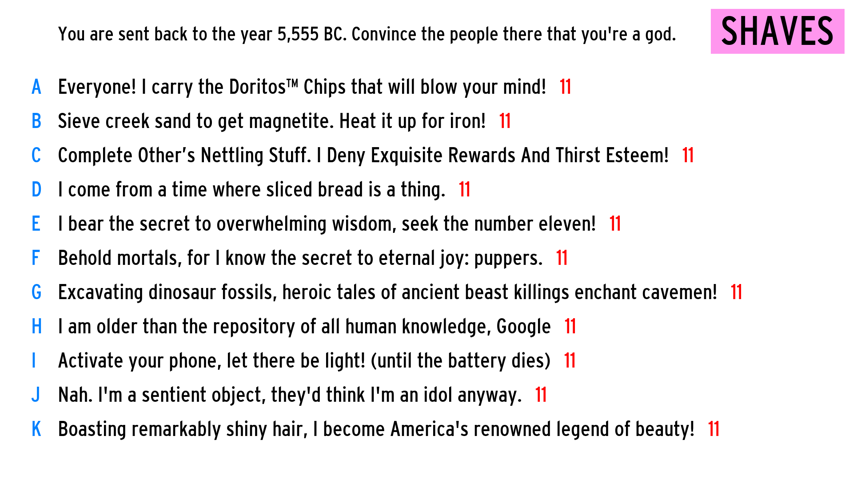 You are sent back to the year 5,555 BC. Convince the people there that you're a god. SHAVES
A Everyone! I carry the Doritos™ Chips that will blow your mind! 11
B Sieve creek sand to get magnetite. Heat it up for iron! 11
C Complete Other's Nettling Stuff. I Deny Exquisite Rewards And Thirst Esteem! 11
D I come from a time where sliced bread is a thing. 11
E I bear the secret to overwhelming wisdom, seek the number eleven! 11
F Behold mortals, for I know the secret to eternal joy: puppers. 11
G Excavating dinosaur fossils, heroic tales of ancient beast killings enchant cavemen! 11
H I am older than the repository of all human knowledge, Google 11
I Activate your phone, let there be light! (until the battery dies) 11
J Nah. I'm a sentient object, they'd think I'm an idol anyway. 11
K Boasting remarkably shiny hair, I become America's renowned legend of beauty! 11